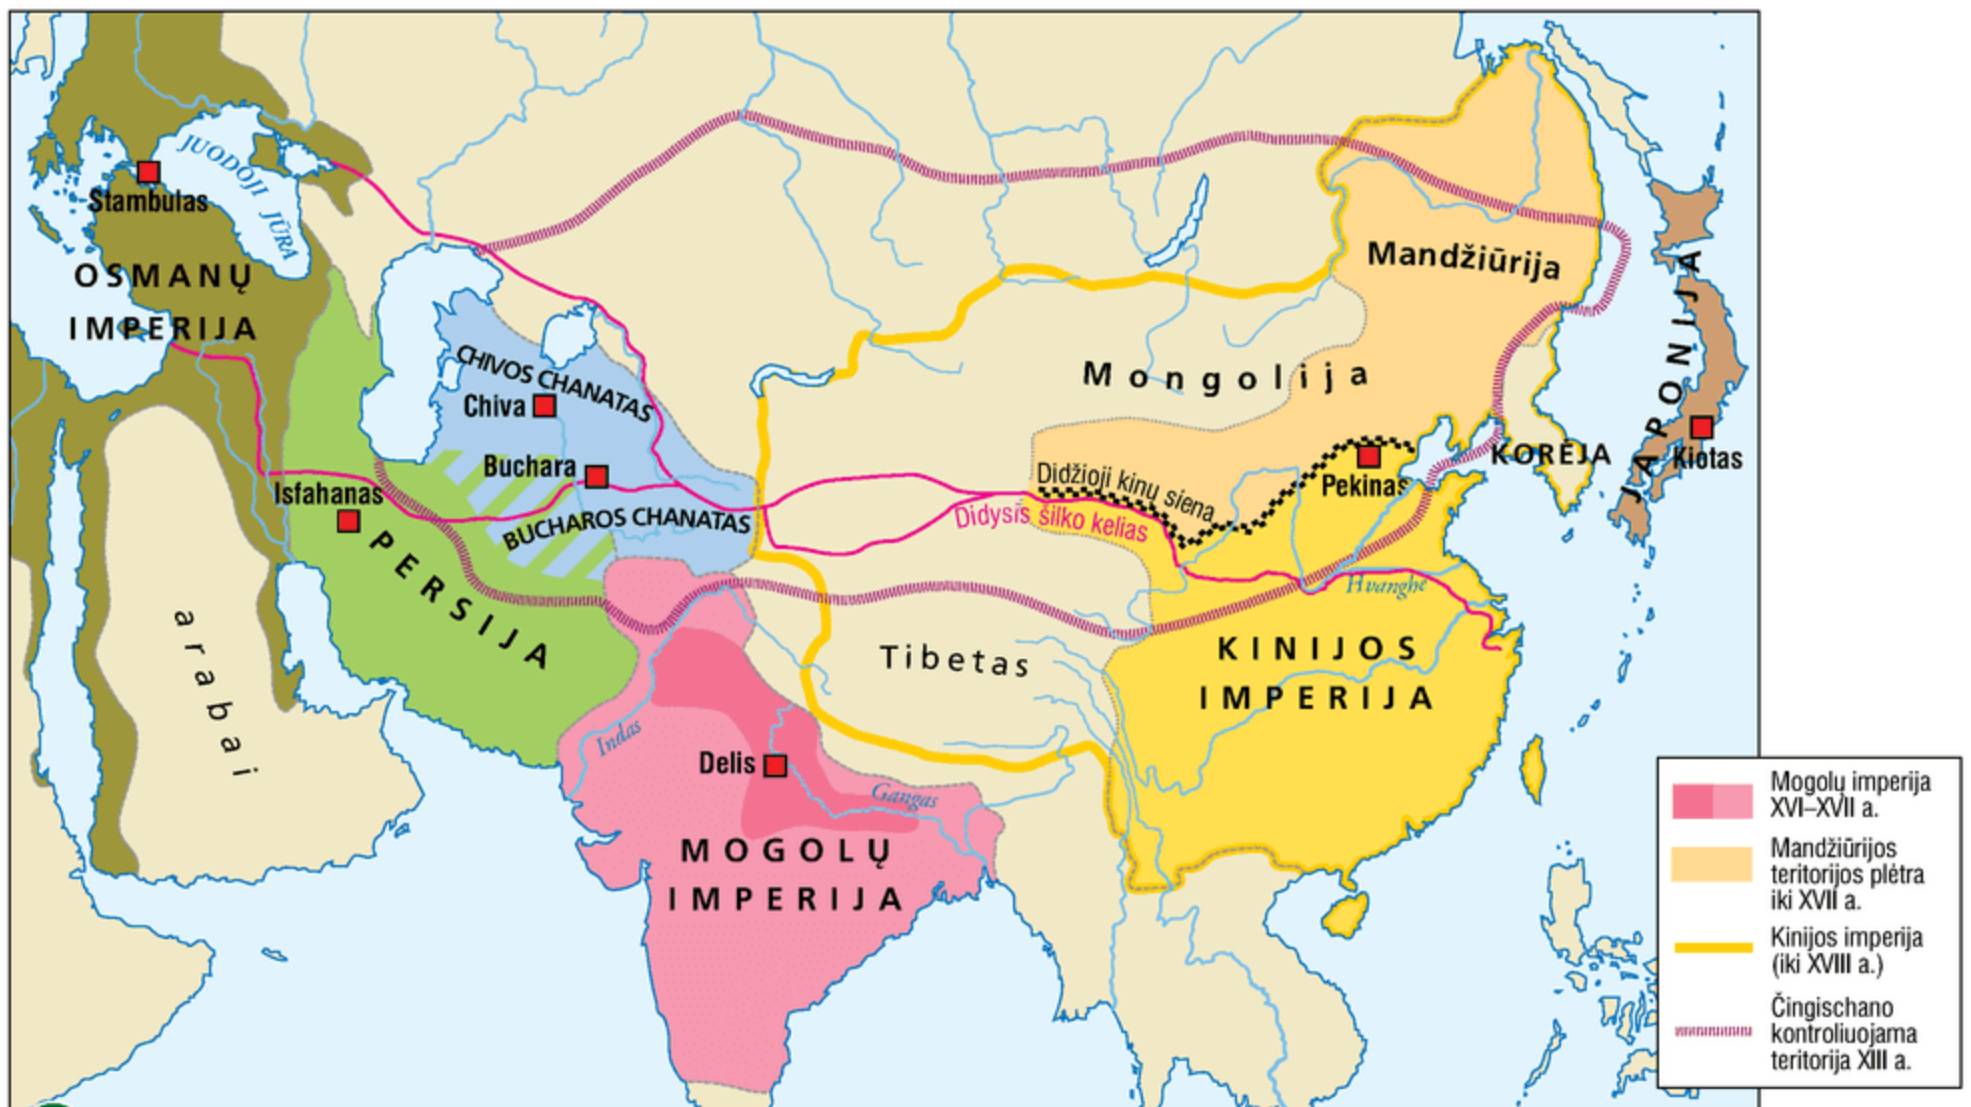 JUODOJI JŪRA
Stambulas
OSMANŲ
IMPERIJA
Mandžiūrija
JAPONIJA
CHIVOS CHANATAS
Chiva
Mongolija
Buchara
Isfahanas
BUCHAROS CHANATAS
PERSIJA
Didžioji kinų siena
Didysis šilko kelias
Pekinas
KORĖJA
Kiotas
Hvanghė
arabai
Tibetas
KINIJOS
IMPERIJA
Indas
Delis
Gangas
MOGOLŲ
IMPERIJA
Mogolų imperija
XVI–XVII a.
Mandžiūrijos
teritorijos plėtra
iki XVII a.
Kinijos imperija
(iki XVIII a.)
Čingischano
kontroliuojama
teritorija XIII a.